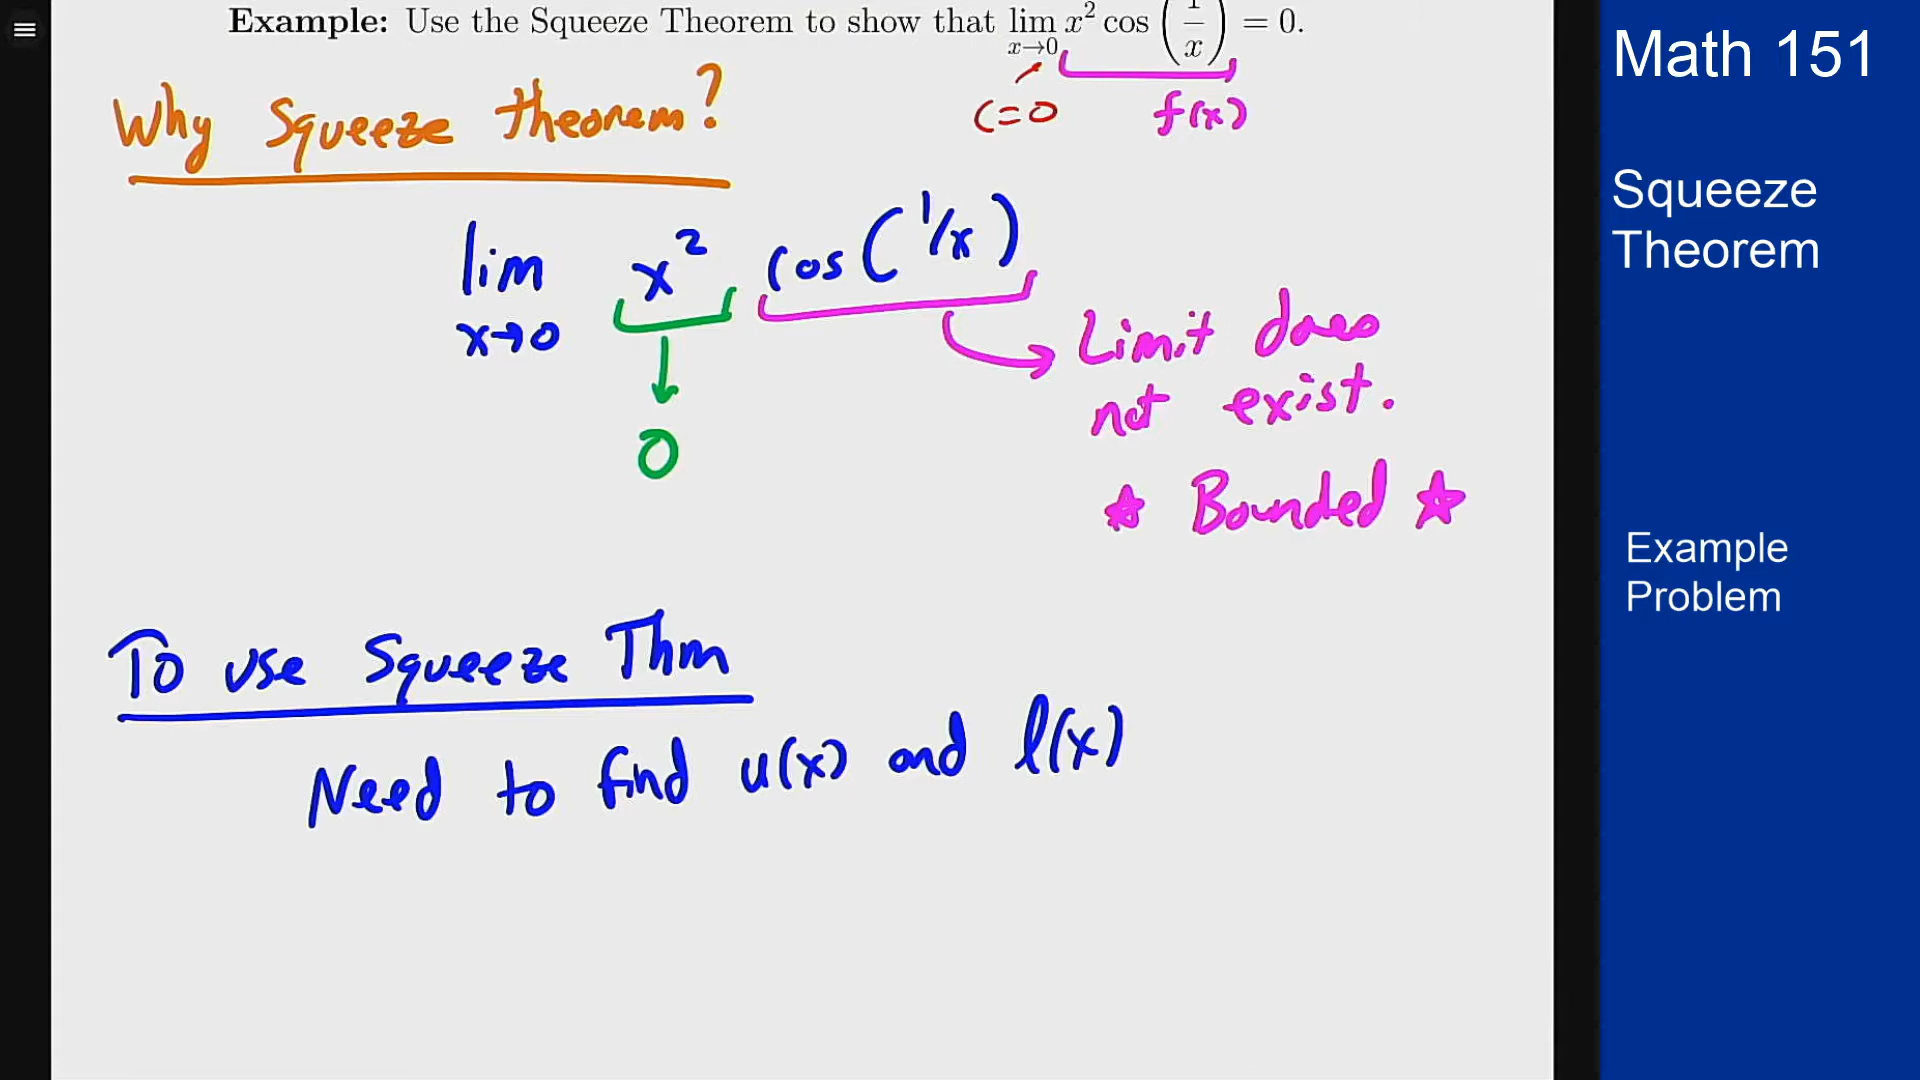 Example: Use the Squeeze Theorem to show that lim x→0 x² cos (1/x) = 0.
c=0 f(x)
Why Squeeze theorem?
lim x→0 x² cos(1/x)
0
Limit does
not exist.
☆ Bounded ☆
To use Squeeze Thm
Need to find u(x) and l(x)
Math 151
Squeeze
Theorem
Example
Problem